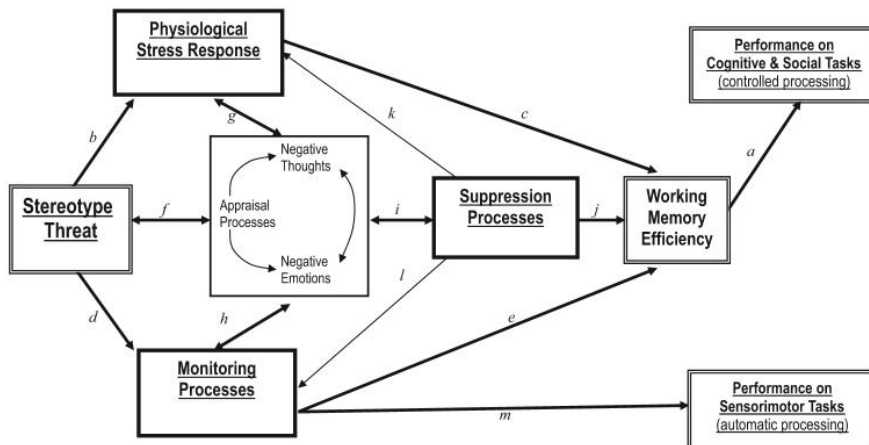 Physiological
Stress Response
Performance on
Cognitive & Social Tasks
(controlled processing)
k
c
a
b
g
Negative
Thoughts
Stereotype
Threat
f
Appraisal
Processes
i
Suppression
Processes
j
Working
Memory
Efficiency
Negative
Emotions
l
d
h
e
Monitoring
Processes
m
Performance on
Sensorimotor Tasks
(automatic processing)